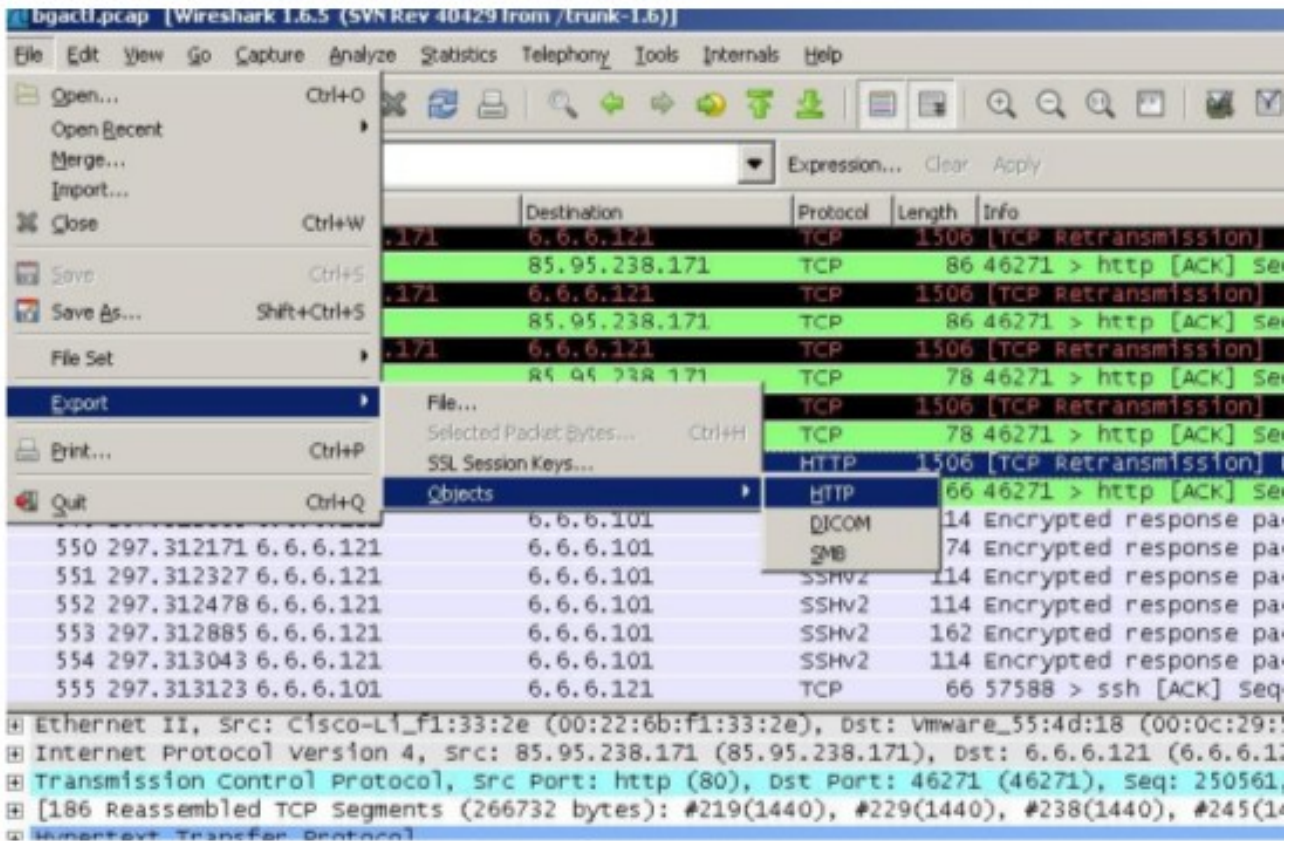 bgactf.pcap [Wireshark 1.6.5 (SVN Rev 40429 from /trunk-1.6)]
File Edit View Go Capture Analyze Statistics Telephony Tools Internals Help
Open... Ctrl+O
Open Recent
Merge...
Import...
Close Ctrl+W
Save Ctrl+S
Save As... Shift+Ctrl+S
File Set
Export
Print... Ctrl+P
Quit Ctrl+Q
File...
Selected Packet Bytes... Ctrl+H
SSL Session Keys...
Objects
HTTP
DICOM
SMB
Expression... Clear Apply
Destination Protocol Length Info
.171 6.6.6.121 TCP 1506 [TCP Retransmission]
85.95.238.171 TCP 86 46271 > http [ACK] Se
.171 6.6.6.121 TCP 1506 [TCP Retransmission]
85.95.238.171 TCP 86 46271 > http [ACK] Se
.171 6.6.6.121 TCP 1506 [TCP Retransmission]
85.95.238.171 TCP 78 46271 > http [ACK] Se
TCP 1506 [TCP Retransmission]
TCP 78 46271 > http [ACK] Se
HTTP 1506 [TCP Retransmission]
66 46271 > http [ACK] Se
6.6.6.101 14 Encrypted response pa
550 297.312171 6.6.6.121 6.6.6.101 74 Encrypted response pa
551 297.312327 6.6.6.121 6.6.6.101 SSHv2 114 Encrypted response pa
552 297.312478 6.6.6.121 6.6.6.101 SSHv2 114 Encrypted response pa
553 297.312885 6.6.6.121 6.6.6.101 SSHv2 162 Encrypted response pa
554 297.313043 6.6.6.121 6.6.6.101 SSHv2 114 Encrypted response pa
555 297.313123 6.6.6.101 6.6.6.121 TCP 66 57588 > ssh [ACK] Seq
Ethernet II, Src: Cisco-Li_f1:33:2e (00:22:6b:f1:33:2e), Dst: Vmware_55:4d:18 (00:0c:29:
Internet Protocol Version 4, Src: 85.95.238.171 (85.95.238.171), Dst: 6.6.6.121 (6.6.6.12
Transmission Control Protocol, Src Port: http (80), Dst Port: 46271 (46271), Seq: 250561,
[186 Reassembled TCP Segments (266732 bytes): #219(1440), #229(1440), #238(1440), #245(14
Hypertext Transfer Protocol